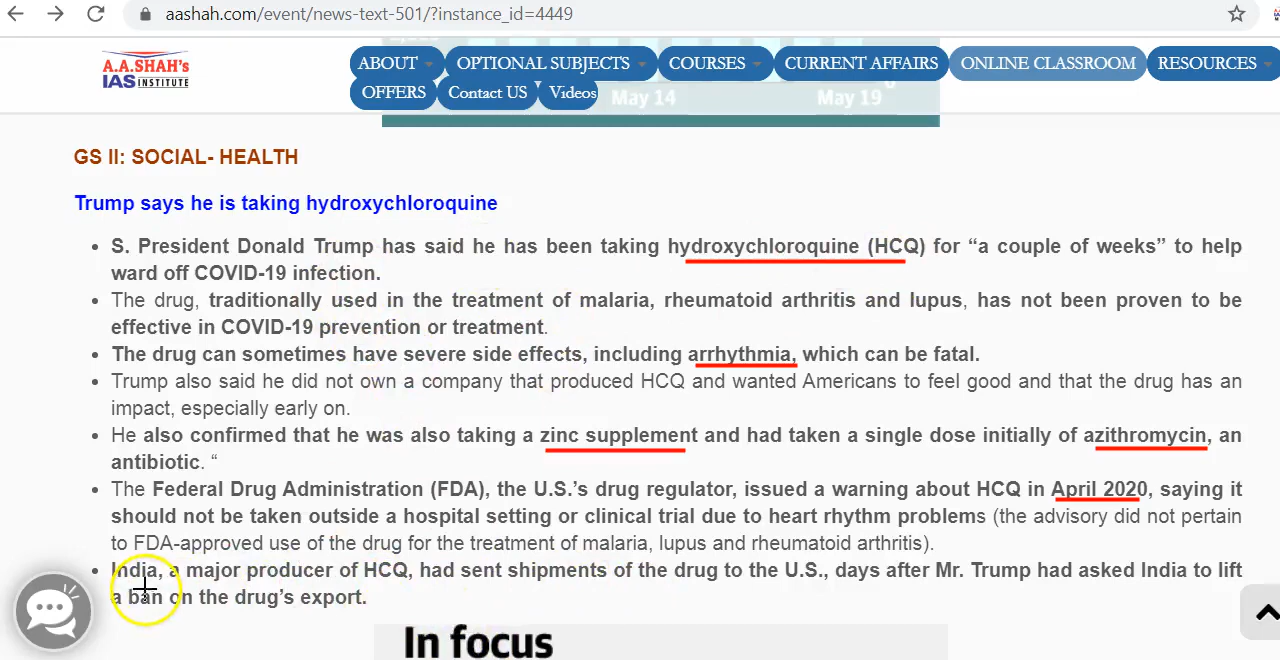 aashah.com/event/news-text-501/?instance_id=4449
A.A.SHAH's
IAS INSTITUTE
ABOUT OPTIONAL SUBJECTS COURSES CURRENT AFFAIRS ONLINE CLASSROOM RESOURCES
OFFERS Contact US Videos
May 14 May 19
GS II: SOCIAL- HEALTH
Trump says he is taking hydroxychloroquine
• S. President Donald Trump has said he has been taking hydroxychloroquine (HCQ) for “a couple of weeks” to help
ward off COVID-19 infection.
• The drug, traditionally used in the treatment of malaria, rheumatoid arthritis and lupus, has not been proven to be
effective in COVID-19 prevention or treatment.
• The drug can sometimes have severe side effects, including arrhythmia, which can be fatal.
• Trump also said he did not own a company that produced HCQ and wanted Americans to feel good and that the drug has an
impact, especially early on.
• He also confirmed that he was also taking a zinc supplement and had taken a single dose initially of azithromycin, an
antibiotic. “
• The Federal Drug Administration (FDA), the U.S.’s drug regulator, issued a warning about HCQ in April 2020, saying it
should not be taken outside a hospital setting or clinical trial due to heart rhythm problems (the advisory did not pertain
to FDA-approved use of the drug for the treatment of malaria, lupus and rheumatoid arthritis).
• India, a major producer of HCQ, had sent shipments of the drug to the U.S., days after Mr. Trump had asked India to lift
a ban on the drug’s export.
In focus